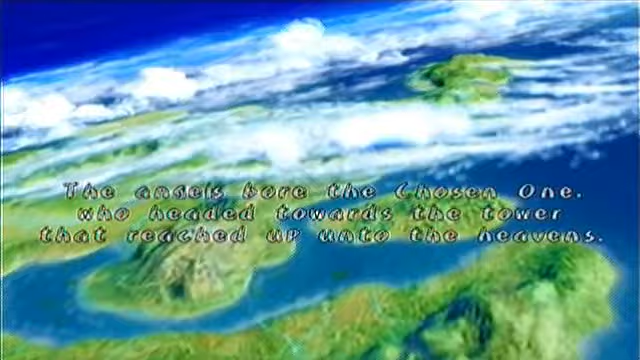 The angels bore the Chosen One,
who headed towards the tower
that reached up unto the heavens.